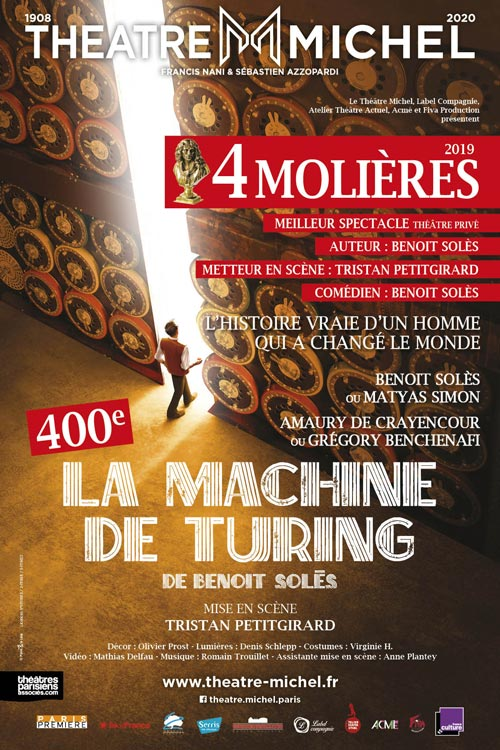 1908
2020
THEATRE MICHEL
FRANCIS NANI & SÉBASTIEN AZZOPARDI
Le Théâtre Michel, Label Compagnie,
Atelier Théâtre Actuel, Acmé et Fiva Production
présentent
2019
4 MOLIÈRES
MEILLEUR SPECTACLE THÉÂTRE PRIVÉ
AUTEUR : BENOIT SOLÈS
METTEUR EN SCÈNE : TRISTAN PETITGIRARD
COMÉDIEN : BENOIT SOLÈS
L'HISTOIRE VRAIE D'UN HOMME
QUI A CHANGÉ LE MONDE
BENOIT SOLÈS
OU MATYAS SIMON
AMAURY DE CRAYENCOUR
OU GRÉGORY BENCHENAFI
400e
LA MACHINE
DE TURING
DE BENOIT SOLĒS
MISE EN SCÈNE
TRISTAN PETITGIRARD
Décor : Olivier Prost - Lumières : Denis Schlepp - Costumes : Virginie H.
Vidéo : Mathias Delfau - Musique : Romain Trouillet - Assistante mise en scène : Anne Plantey
www.theatre-michel.fr
theatre.michel.paris
théâtres
parisiens
associés.com
PARIS
PREMIÈRE
Serris
Label
compagnie
ACMÉ
france
culture